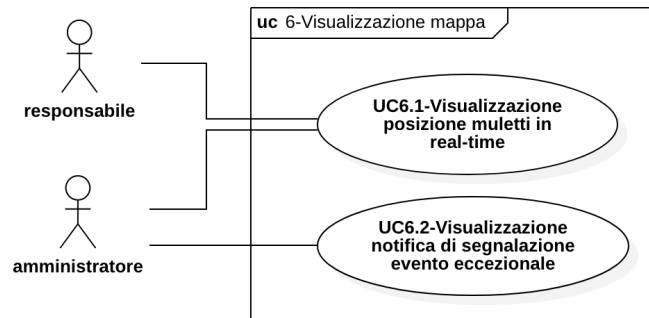 uc 6-Visualizzazione mappa
responsabile
UC6.1-Visualizzazione
posizione muletti in
real-time
amministratore
UC6.2-Visualizzazione
notifica di segnalazione
evento eccezionale